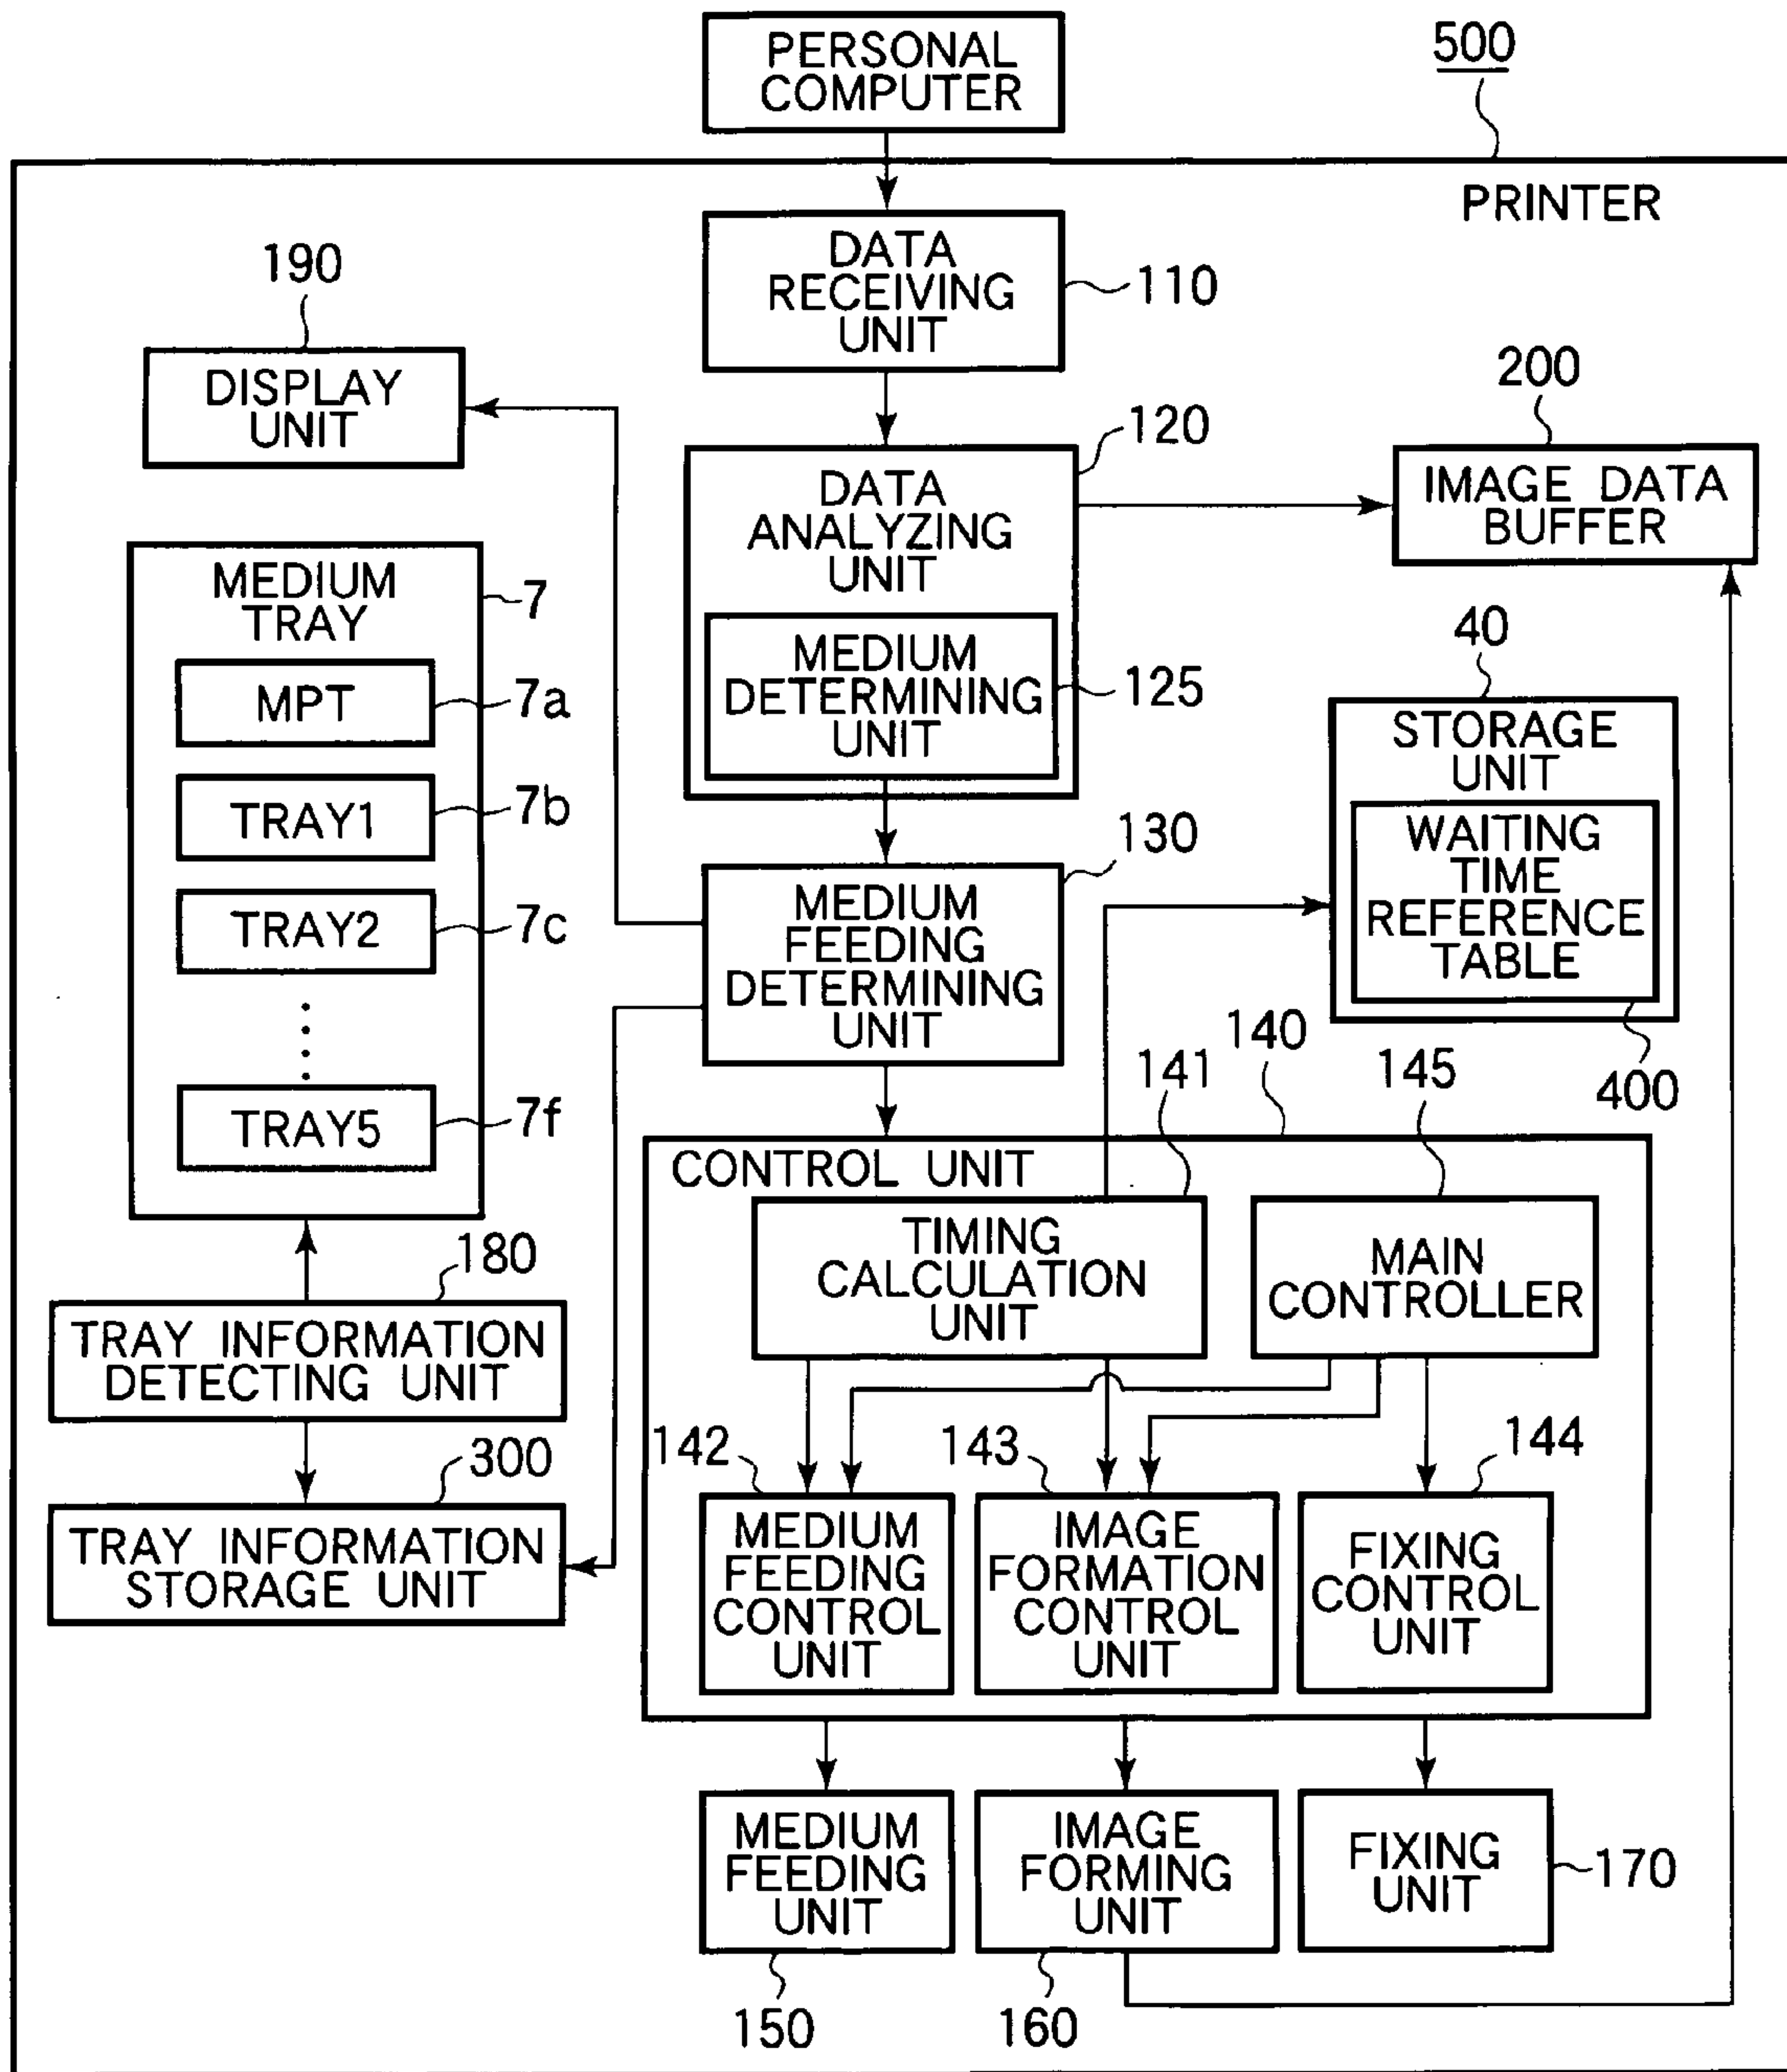 PERSONAL
COMPUTER
500
PRINTER
DATA
RECEIVING
UNIT
110
190
DISPLAY
UNIT
200
IMAGE DATA
BUFFER
120
DATA
ANALYZING
UNIT
MEDIUM
DETERMINING
UNIT
125
MEDIUM
TRAY
7
MPT
7a
TRAY1
7b
TRAY2
7c
TRAY5
7f
40
STORAGE
UNIT
WAITING
TIME
REFERENCE
TABLE
400
130
MEDIUM
FEEDING
DETERMINING
UNIT
140
CONTROL UNIT
141
TIMING
CALCULATION
UNIT
145
MAIN
CONTROLLER
180
TRAY INFORMATION
DETECTING UNIT
300
TRAY INFORMATION
STORAGE UNIT
142
MEDIUM
FEEDING
CONTROL
UNIT
143
IMAGE
FORMATION
CONTROL
UNIT
144
FIXING
CONTROL
UNIT
MEDIUM
FEEDING
UNIT
150
IMAGE
FORMING
UNIT
160
FIXING
UNIT
170